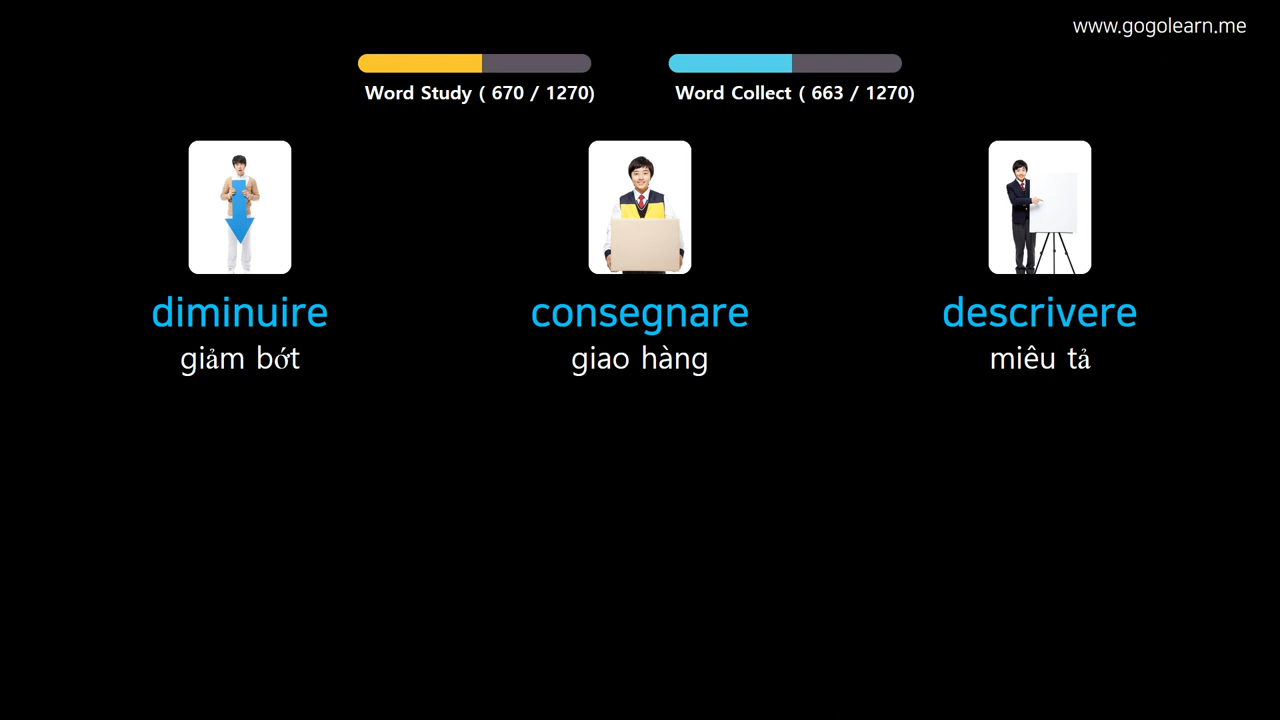 www.gogolearn.me
Word Study ( 670 / 1270)
Word Collect ( 663 / 1270)
diminuire
giảm bớt
consegnare
giao hàng
descrivere
miêu tả